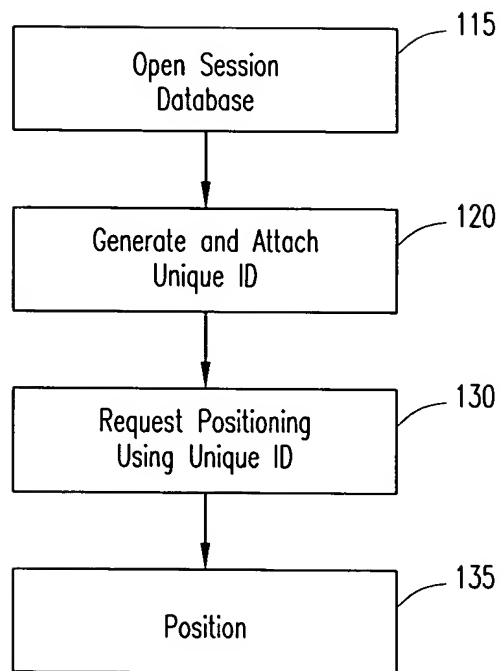 115
Open Session
Database
120
Generate and Attach
Unique ID
130
Request Positioning
Using Unique ID
135
Position